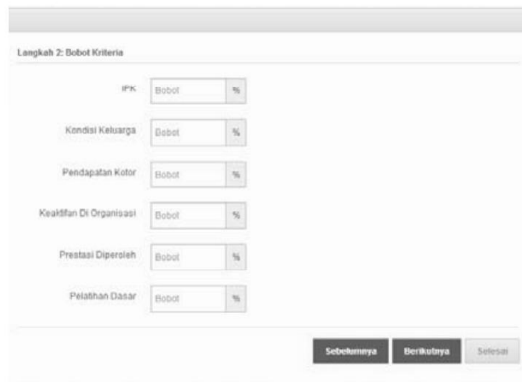 Langkah 2: Bobot Kriteria
IPK Bobot %
Kondisi Keluarga Bobot %
Pendapatan Kotor Bobot %
Keaktifan Di Organisasi Bobot %
Prestasi Diperoleh Bobot %
Pelatihan Dasar Bobot %
Sebelumnya Berikutnya Selesai